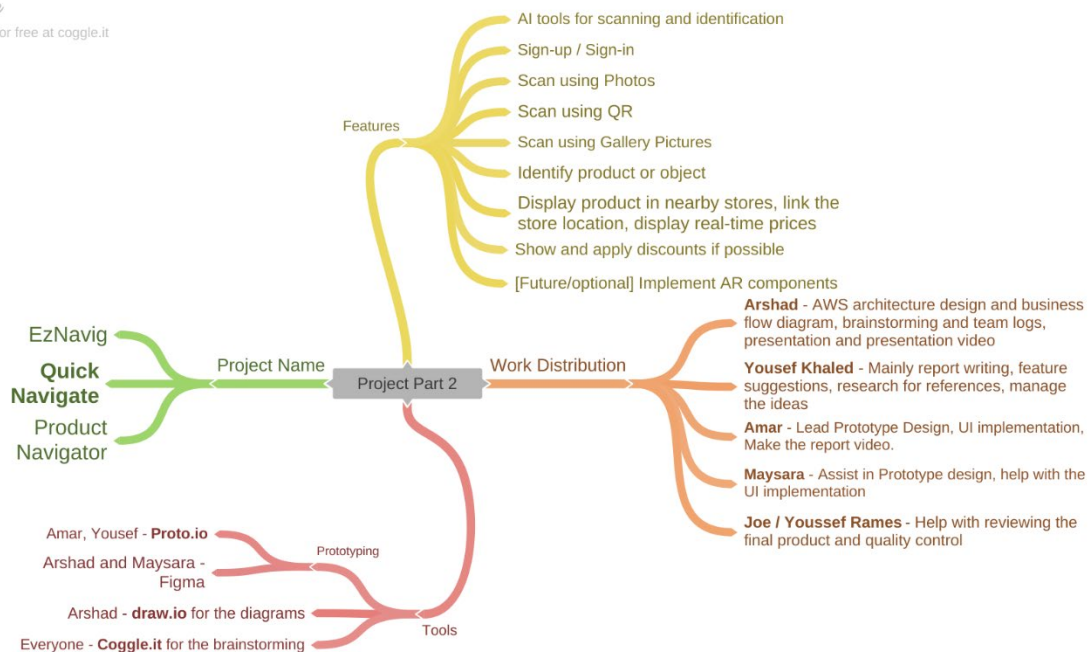 or free at coggle.it
Features
AI tools for scanning and identification
Sign-up / Sign-in
Scan using Photos
Scan using QR
Scan using Gallery Pictures
Identify product or object
Display product in nearby stores, link the
store location, display real-time prices
Show and apply discounts if possible
[Future/optional] Implement AR components
Project Part 2
Project Name
EzNavig
Quick
Navigate
Product
Navigator
Work Distribution
Arshad - AWS architecture design and business
flow diagram, brainstorming and team logs,
presentation and presentation video
Yousef Khaled - Mainly report writing, feature
suggestions, research for references, manage
the ideas
Amar - Lead Prototype Design, UI implementation,
Make the report video.
Maysara - Assist in Prototype design, help with the
UI implementation
Joe / Youssef Rames - Help with reviewing the
final product and quality control
Tools
Prototyping
Amar, Yousef - Proto.io
Arshad and Maysara -
Figma
Arshad - draw.io for the diagrams
Everyone - Coggle.it for the brainstorming